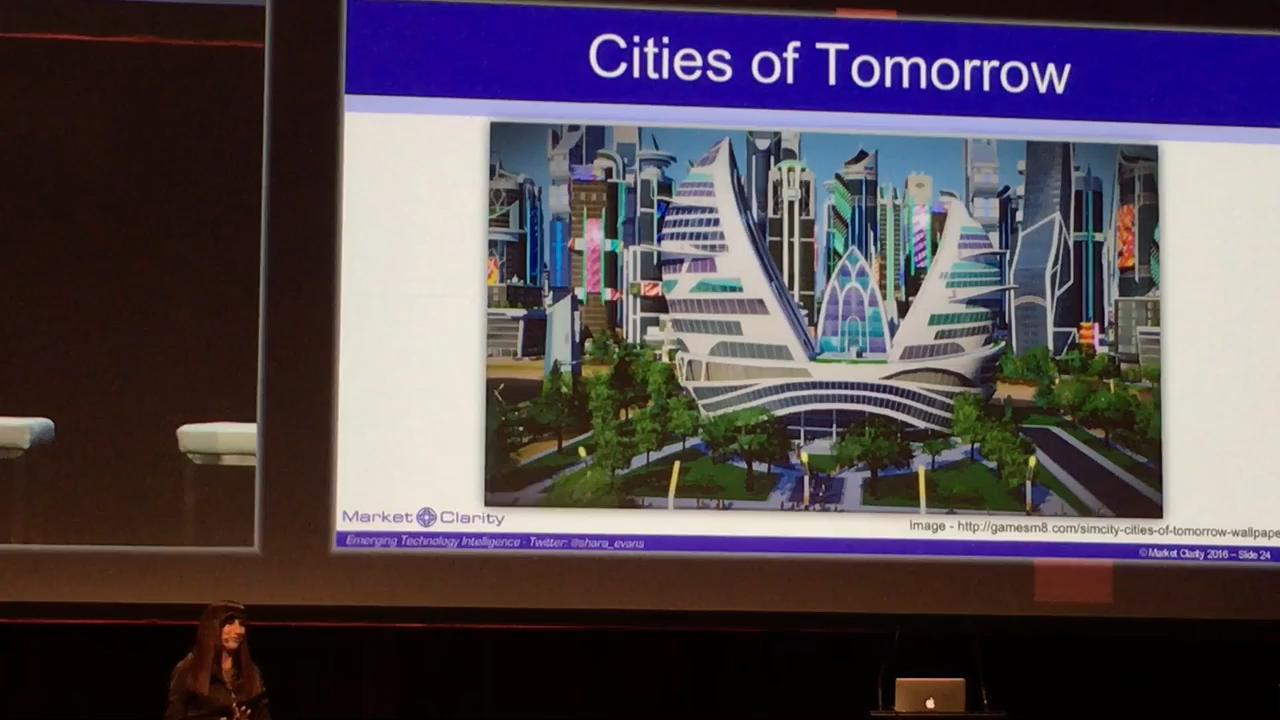 Cities of Tomorrow
Market Clarity
Image - http://gamesm8.com/simcity-cities-of-tomorrow-wallpape
Emerging Technology Intelligence - Twitter: @shara_evans
© Market Clarity 2016 – Slide 24